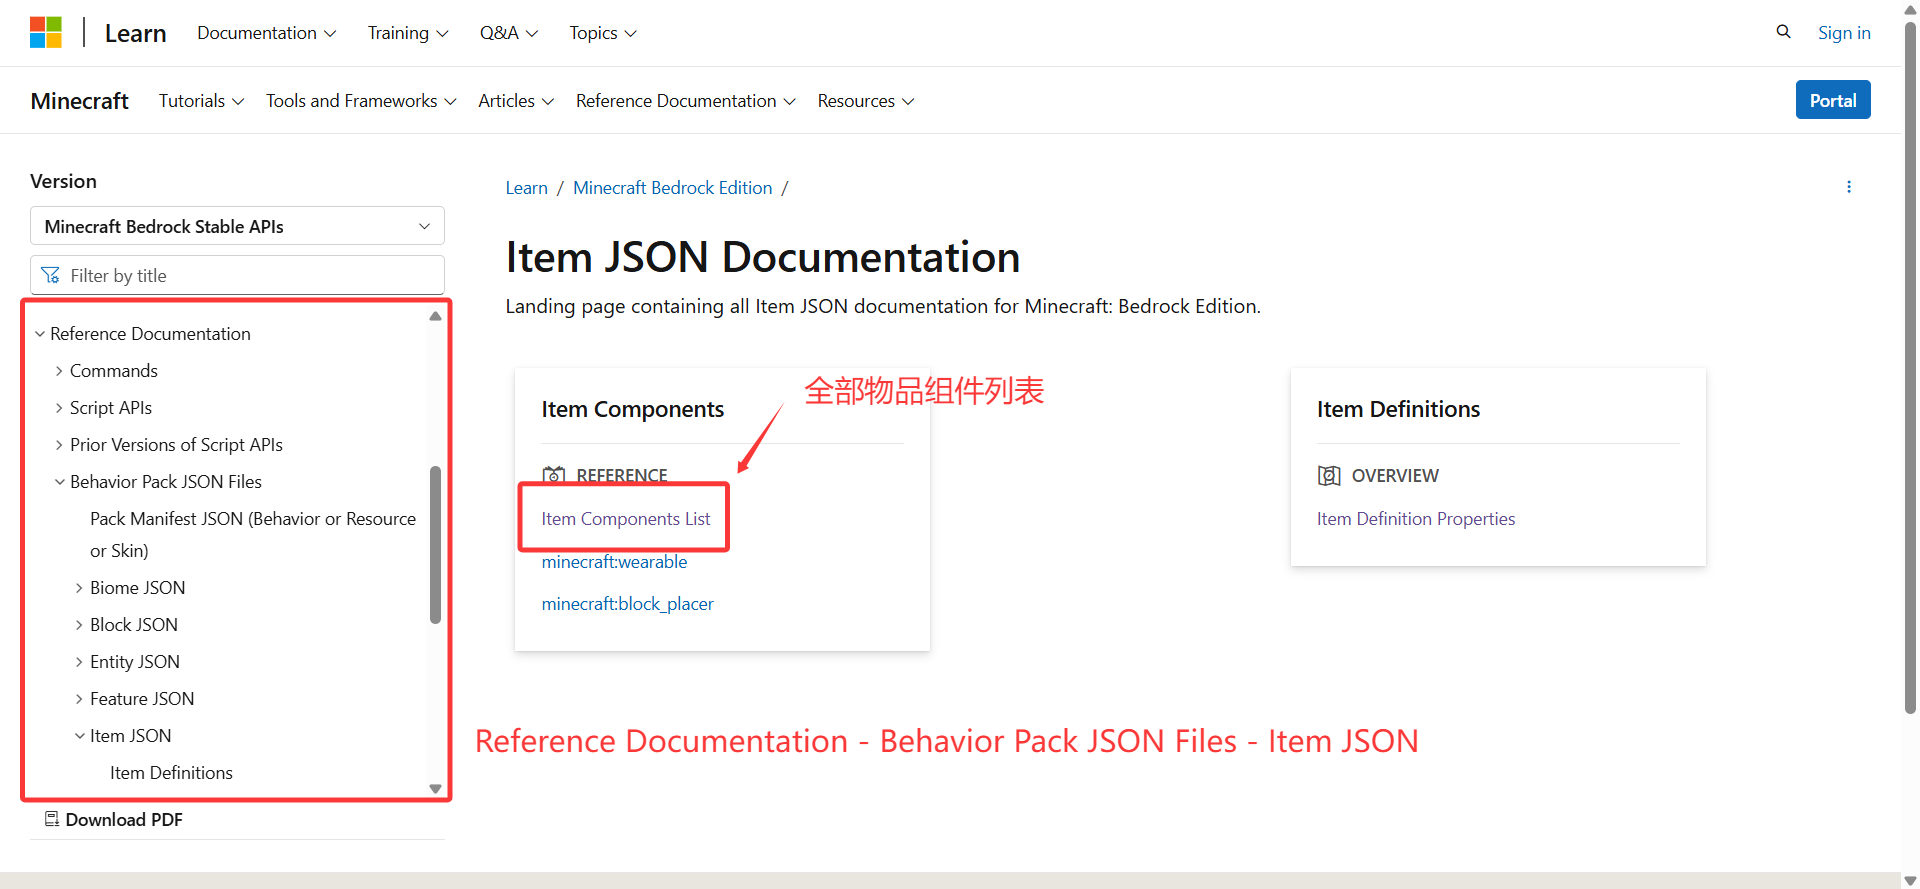 Learn
Documentation
Training
Q&A
Topics
Sign in
Minecraft
Tutorials
Tools and Frameworks
Articles
Reference Documentation
Resources
Portal
Version
Minecraft Bedrock Stable APIs
Filter by title
Reference Documentation
Commands
Script APIs
Prior Versions of Script APIs
Behavior Pack JSON Files
Pack Manifest JSON (Behavior or Resource
or Skin)
Biome JSON
Block JSON
Entity JSON
Feature JSON
Item JSON
Item Definitions
Download PDF
Learn / Minecraft Bedrock Edition /
Item JSON Documentation
Landing page containing all Item JSON documentation for Minecraft: Bedrock Edition.
全部物品组件列表
Item Components
REFERENCE
Item Components List
minecraft:wearable
minecraft:block_placer
Item Definitions
OVERVIEW
Item Definition Properties
Reference Documentation - Behavior Pack JSON Files - Item JSON